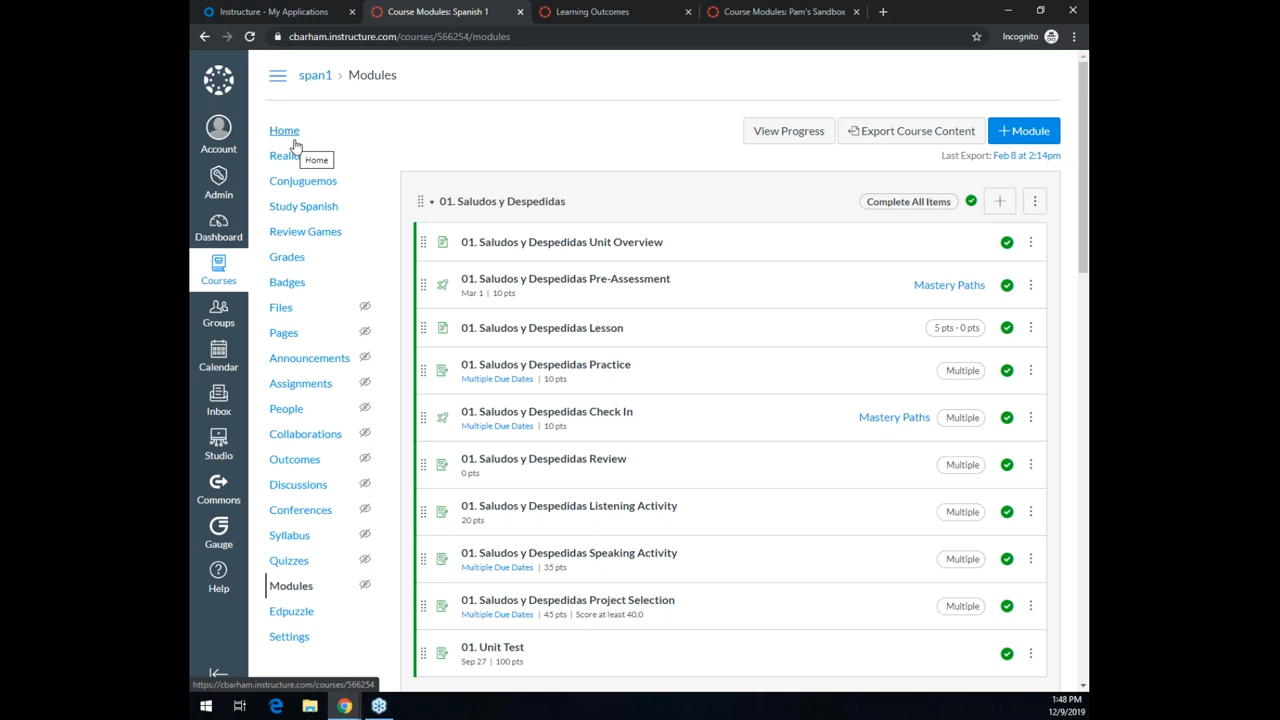 Instructure - My Applications
Course Modules: Spanish 1
Learning Outcomes
Course Modules: Pam's Sandbox
cbarham.instructure.com/courses/566254/modules
Incognito
span1 › Modules
Account
Admin
Dashboard
Courses
Groups
Calendar
Inbox
Studio
Commons
Gauge
Help
Home
Home
Conjuguemos
Study Spanish
Review Games
Grades
Badges
Files
Pages
Announcements
Assignments
People
Collaborations
Outcomes
Discussions
Conferences
Syllabus
Quizzes
Modules
Edpuzzle
Settings
View Progress
Export Course Content
+ Module
Last Export: Feb 8 at 2:14pm
01. Saludos y Despedidas
Complete All Items
01. Saludos y Despedidas Unit Overview
01. Saludos y Despedidas Pre-Assessment
Mar 1 | 10 pts
Mastery Paths
01. Saludos y Despedidas Lesson
5 pts - 0 pts
01. Saludos y Despedidas Practice
Multiple Due Dates | 10 pts
Multiple
01. Saludos y Despedidas Check In
Multiple Due Dates | 10 pts
Mastery Paths
Multiple
01. Saludos y Despedidas Review
0 pts
Multiple
01. Saludos y Despedidas Listening Activity
20 pts
Multiple
01. Saludos y Despedidas Speaking Activity
Multiple Due Dates | 35 pts
Multiple
01. Saludos y Despedidas Project Selection
Multiple Due Dates | 45 pts | Score at least 40.0
Multiple
01. Unit Test
Sep 27 | 100 pts
https://cbarham.instructure.com/courses/566254
1:48 PM
12/9/2019